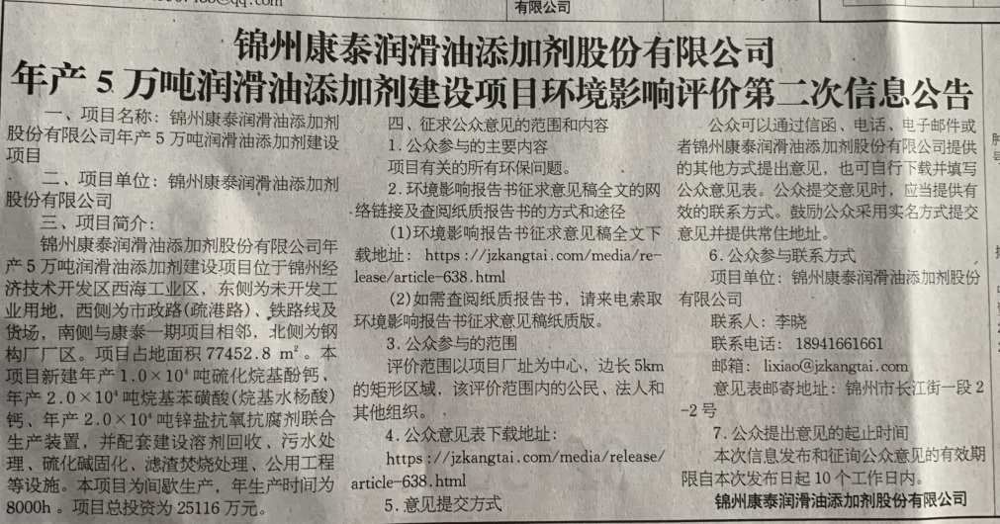 @qq.com
有限公司
锦州康泰润滑油添加剂股份有限公司
年产5万吨润滑油添加剂建设项目环境影响评价第二次信息公告
一、项目名称：锦州康泰润滑油添加剂
股份有限公司年产5万吨润滑油添加剂建设
项目
二、项目单位：锦州康泰润滑油添加剂
股份有限公司
三、项目简介：
锦州康泰润滑油添加剂股份有限公司年
产5万吨润滑油添加剂建设项目位于锦州经
济技术开发区西海工业区，东侧为未开发工
业用地，西侧为市政路(疏港路)、铁路线及
货场，南侧与康泰一期项目相邻，北侧为钢
构厂厂区。项目占地面积77452.8 m²。本
项目新建年产1.0×10⁴吨硫化烷基酚钙、
年产2.0×10⁴吨烷基苯磺酸(烷基水杨酸)
钙、年产2.0×10⁴吨锌盐抗氧抗腐剂联合
生产装置，并配套建设溶剂回收、污水处
理、硫化碱固化、滤渣焚烧处理、公用工程
等设施。本项目为间歇生产，年生产时间为
8000h。项目总投资为25116万元。
四、征求公众意见的范围和内容
1.公众参与的主要内容
项目有关的所有环保问题。
2.环境影响报告书征求意见稿全文的网
络链接及查阅纸质报告书的方式和途径
(1)环境影响报告书征求意见稿全文下
载地址：https://jzkangtai.com/media/re-
lease/article-638.html
(2)如需查阅纸质报告书，请来电索取
环境影响报告书征求意见稿纸质版。
3.公众参与的范围
评价范围以项目厂址为中心，边长5km
的矩形区域，该评价范围内的公民、法人和
其他组织。
4.公众意见表下载地址：
https://jzkangtai.com/media/release/
article-638.html
5.意见提交方式
公众可以通过信函、电话、电子邮件或
者锦州康泰润滑油添加剂股份有限公司提供
的其他方式提出意见，也可自行下载并填写
公众意见表。公众提交意见时，应当提供有
效的联系方式。鼓励公众采用实名方式提交
意见并提供常住地址。
6.公众参与联系方式
项目单位：锦州康泰润滑油添加剂股份
有限公司
联系人：李晓
联系电话：18941661661
邮箱：lixiao@jzkangtai.com
意见表邮寄地址：锦州市长江街一段2
-2号
7.公众提出意见的起止时间
本次信息发布和征询公众意见的有效期
限自本次发布日起10个工作日内。
锦州康泰润滑油添加剂股份有限公司